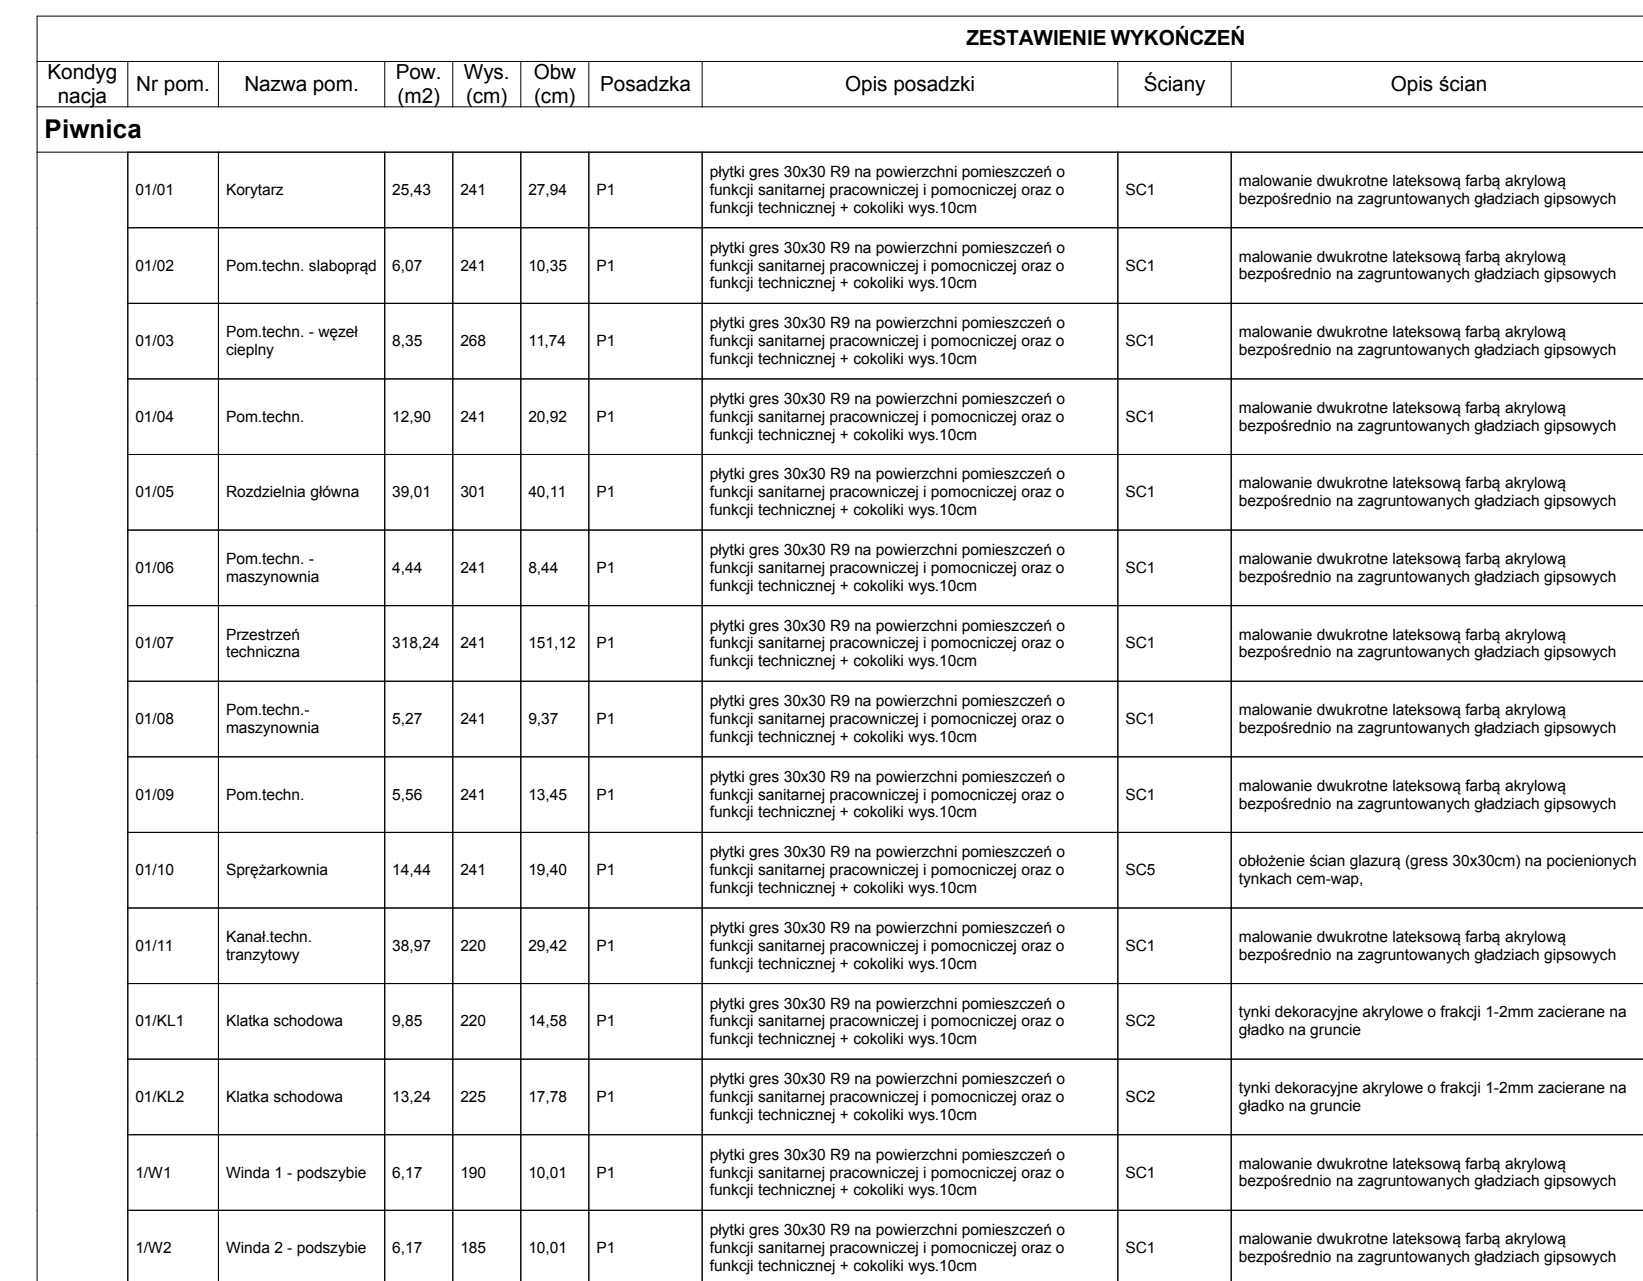 ZESTAWIENIE WYKOŃCZEŃ
Kondyg
nacja
Nr pom.
Nazwa pom.
Pow.
(m2)
Wys.
(cm)
Obw
(cm)
Posadzka
Opis posadzki
Ściany
Opis ścian
Piwnica
01/01 Korytarz 25,43 241 27,94 P1
płytki gres 30x30 R9 na powierzchni pomieszczeń o
funkcji sanitarnej pracowniczej i pomocniczej oraz o
funkcji technicznej + cokoliki wys.10cm
SC1
malowanie dwukrotne lateksową farbą akrylową
bezpośrednio na zagruntowanych gładziach gipsowych
01/02 Pom.techn. slaboprąd 6,07 241 10,35 P1
płytki gres 30x30 R9 na powierzchni pomieszczeń o
funkcji sanitarnej pracowniczej i pomocniczej oraz o
funkcji technicznej + cokoliki wys.10cm
SC1
malowanie dwukrotne lateksową farbą akrylową
bezpośrednio na zagruntowanych gładziach gipsowych
01/03
Pom.techn. - węzeł
cieplny
8,35 268 11,74 P1
płytki gres 30x30 R9 na powierzchni pomieszczeń o
funkcji sanitarnej pracowniczej i pomocniczej oraz o
funkcji technicznej + cokoliki wys.10cm
SC1
malowanie dwukrotne lateksową farbą akrylową
bezpośrednio na zagruntowanych gładziach gipsowych
01/04 Pom.techn. 12,90 241 20,92 P1
płytki gres 30x30 R9 na powierzchni pomieszczeń o
funkcji sanitarnej pracowniczej i pomocniczej oraz o
funkcji technicznej + cokoliki wys.10cm
SC1
malowanie dwukrotne lateksową farbą akrylową
bezpośrednio na zagruntowanych gładziach gipsowych
01/05 Rozdzielnia główna 39,01 301 40,11 P1
płytki gres 30x30 R9 na powierzchni pomieszczeń o
funkcji sanitarnej pracowniczej i pomocniczej oraz o
funkcji technicznej + cokoliki wys.10cm
SC1
malowanie dwukrotne lateksową farbą akrylową
bezpośrednio na zagruntowanych gładziach gipsowych
01/06
Pom.techn. -
maszynownia
4,44 241 8,44 P1
płytki gres 30x30 R9 na powierzchni pomieszczeń o
funkcji sanitarnej pracowniczej i pomocniczej oraz o
funkcji technicznej + cokoliki wys.10cm
SC1
malowanie dwukrotne lateksową farbą akrylową
bezpośrednio na zagruntowanych gładziach gipsowych
01/07
Przestrzeń
techniczna
318,24 241 151,12 P1
płytki gres 30x30 R9 na powierzchni pomieszczeń o
funkcji sanitarnej pracowniczej i pomocniczej oraz o
funkcji technicznej + cokoliki wys.10cm
SC1
malowanie dwukrotne lateksową farbą akrylową
bezpośrednio na zagruntowanych gładziach gipsowych
01/08
Pom.techn.-
maszynownia
5,27 241 9,37 P1
płytki gres 30x30 R9 na powierzchni pomieszczeń o
funkcji sanitarnej pracowniczej i pomocniczej oraz o
funkcji technicznej + cokoliki wys.10cm
SC1
malowanie dwukrotne lateksową farbą akrylową
bezpośrednio na zagruntowanych gładziach gipsowych
01/09 Pom.techn. 5,56 241 13,45 P1
płytki gres 30x30 R9 na powierzchni pomieszczeń o
funkcji sanitarnej pracowniczej i pomocniczej oraz o
funkcji technicznej + cokoliki wys.10cm
SC1
malowanie dwukrotne lateksową farbą akrylową
bezpośrednio na zagruntowanych gładziach gipsowych
01/10 Sprężarkownia 14,44 241 19,40 P1
płytki gres 30x30 R9 na powierzchni pomieszczeń o
funkcji sanitarnej pracowniczej i pomocniczej oraz o
funkcji technicznej + cokoliki wys.10cm
SC5
obłożenie ścian glazurą (gress 30x30cm) na pocienionych
tynkach cem-wap,
01/11
Kanał.techn.
tranzytowy
38,97 220 29,42 P1
płytki gres 30x30 R9 na powierzchni pomieszczeń o
funkcji sanitarnej pracowniczej i pomocniczej oraz o
funkcji technicznej + cokoliki wys.10cm
SC1
malowanie dwukrotne lateksową farbą akrylową
bezpośrednio na zagruntowanych gładziach gipsowych
01/KL1 Klatka schodowa 9,85 220 14,58 P1
płytki gres 30x30 R9 na powierzchni pomieszczeń o
funkcji sanitarnej pracowniczej i pomocniczej oraz o
funkcji technicznej + cokoliki wys.10cm
SC2
tynki dekoracyjne akrylowe o frakcji 1-2mm zacierane na
gładko na gruncie
01/KL2 Klatka schodowa 13,24 225 17,78 P1
płytki gres 30x30 R9 na powierzchni pomieszczeń o
funkcji sanitarnej pracowniczej i pomocniczej oraz o
funkcji technicznej + cokoliki wys.10cm
SC2
tynki dekoracyjne akrylowe o frakcji 1-2mm zacierane na
gładko na gruncie
1/W1 Winda 1 - podszybie 6,17 190 10,01 P1
płytki gres 30x30 R9 na powierzchni pomieszczeń o
funkcji sanitarnej pracowniczej i pomocniczej oraz o
funkcji technicznej + cokoliki wys.10cm
SC1
malowanie dwukrotne lateksową farbą akrylową
bezpośrednio na zagruntowanych gładziach gipsowych
1/W2 Winda 2 - podszybie 6,17 185 10,01 P1
płytki gres 30x30 R9 na powierzchni pomieszczeń o
funkcji sanitarnej pracowniczej i pomocniczej oraz o
funkcji technicznej + cokoliki wys.10cm
SC1
malowanie dwukrotne lateksową farbą akrylową
bezpośrednio na zagruntowanych gładziach gipsowych